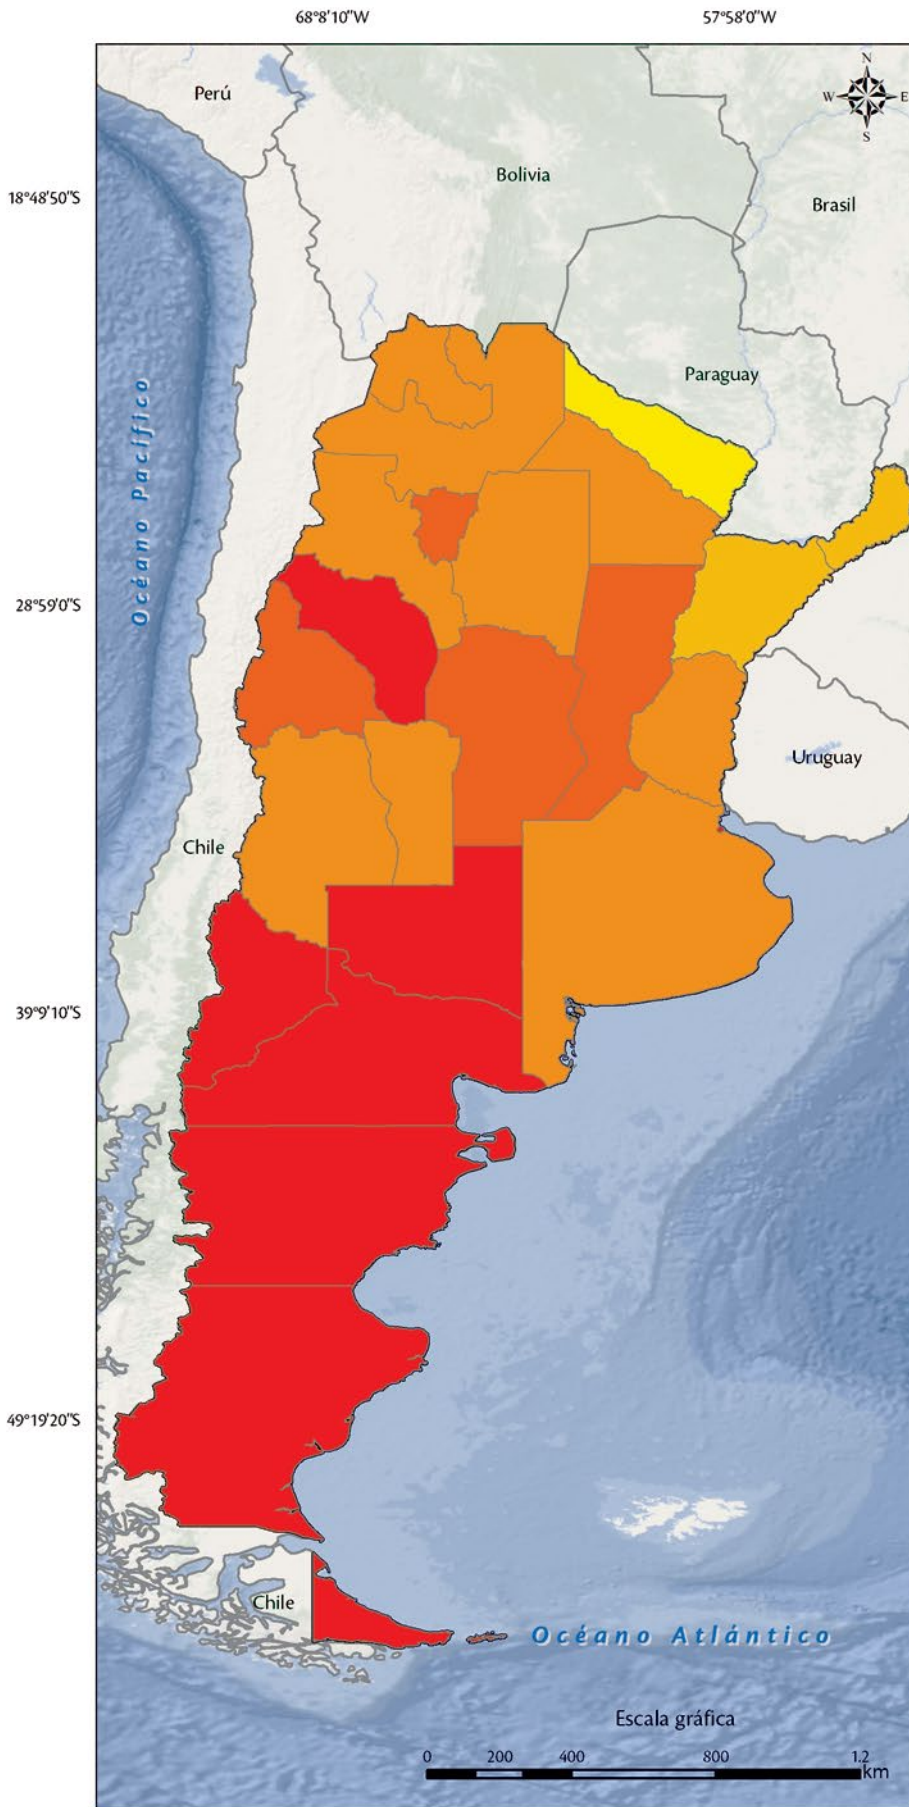 68°8'10"W
57°58'0"W
N
W
E
S
Perú
Bolivia
18°48'50"S
Brasil
Paraguay
Océano Pacífico
28°59'0"S
Uruguay
Chile
39°9'10"S
49°19'20"S
Chile
Océano Atlántico
Escala gráfica
0 200 400 800 1.2
km